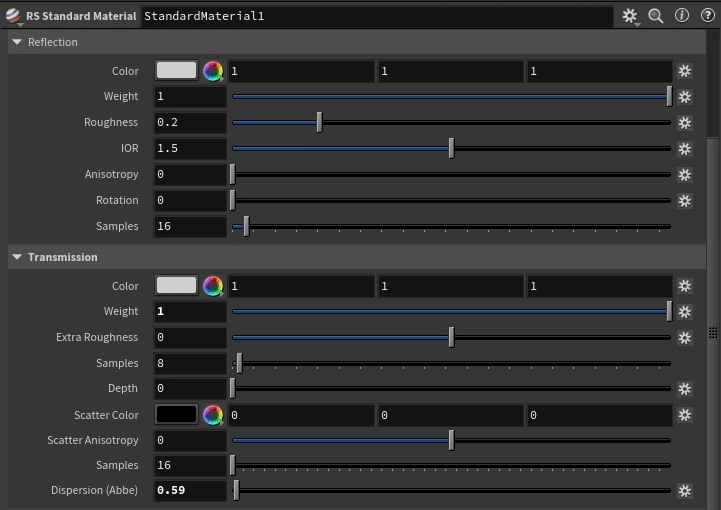 RS Standard Material StandardMaterial1
Reflection
Color 1 1 1
Weight 1
Roughness 0.2
IOR 1.5
Anisotropy 0
Rotation 0
Samples 16
Transmission
Color 1 1 1
Weight 1
Extra Roughness 0
Samples 8
Depth 0
Scatter Color 0 0 0
Scatter Anisotropy 0
Samples 16
Dispersion (Abbe) 0.59